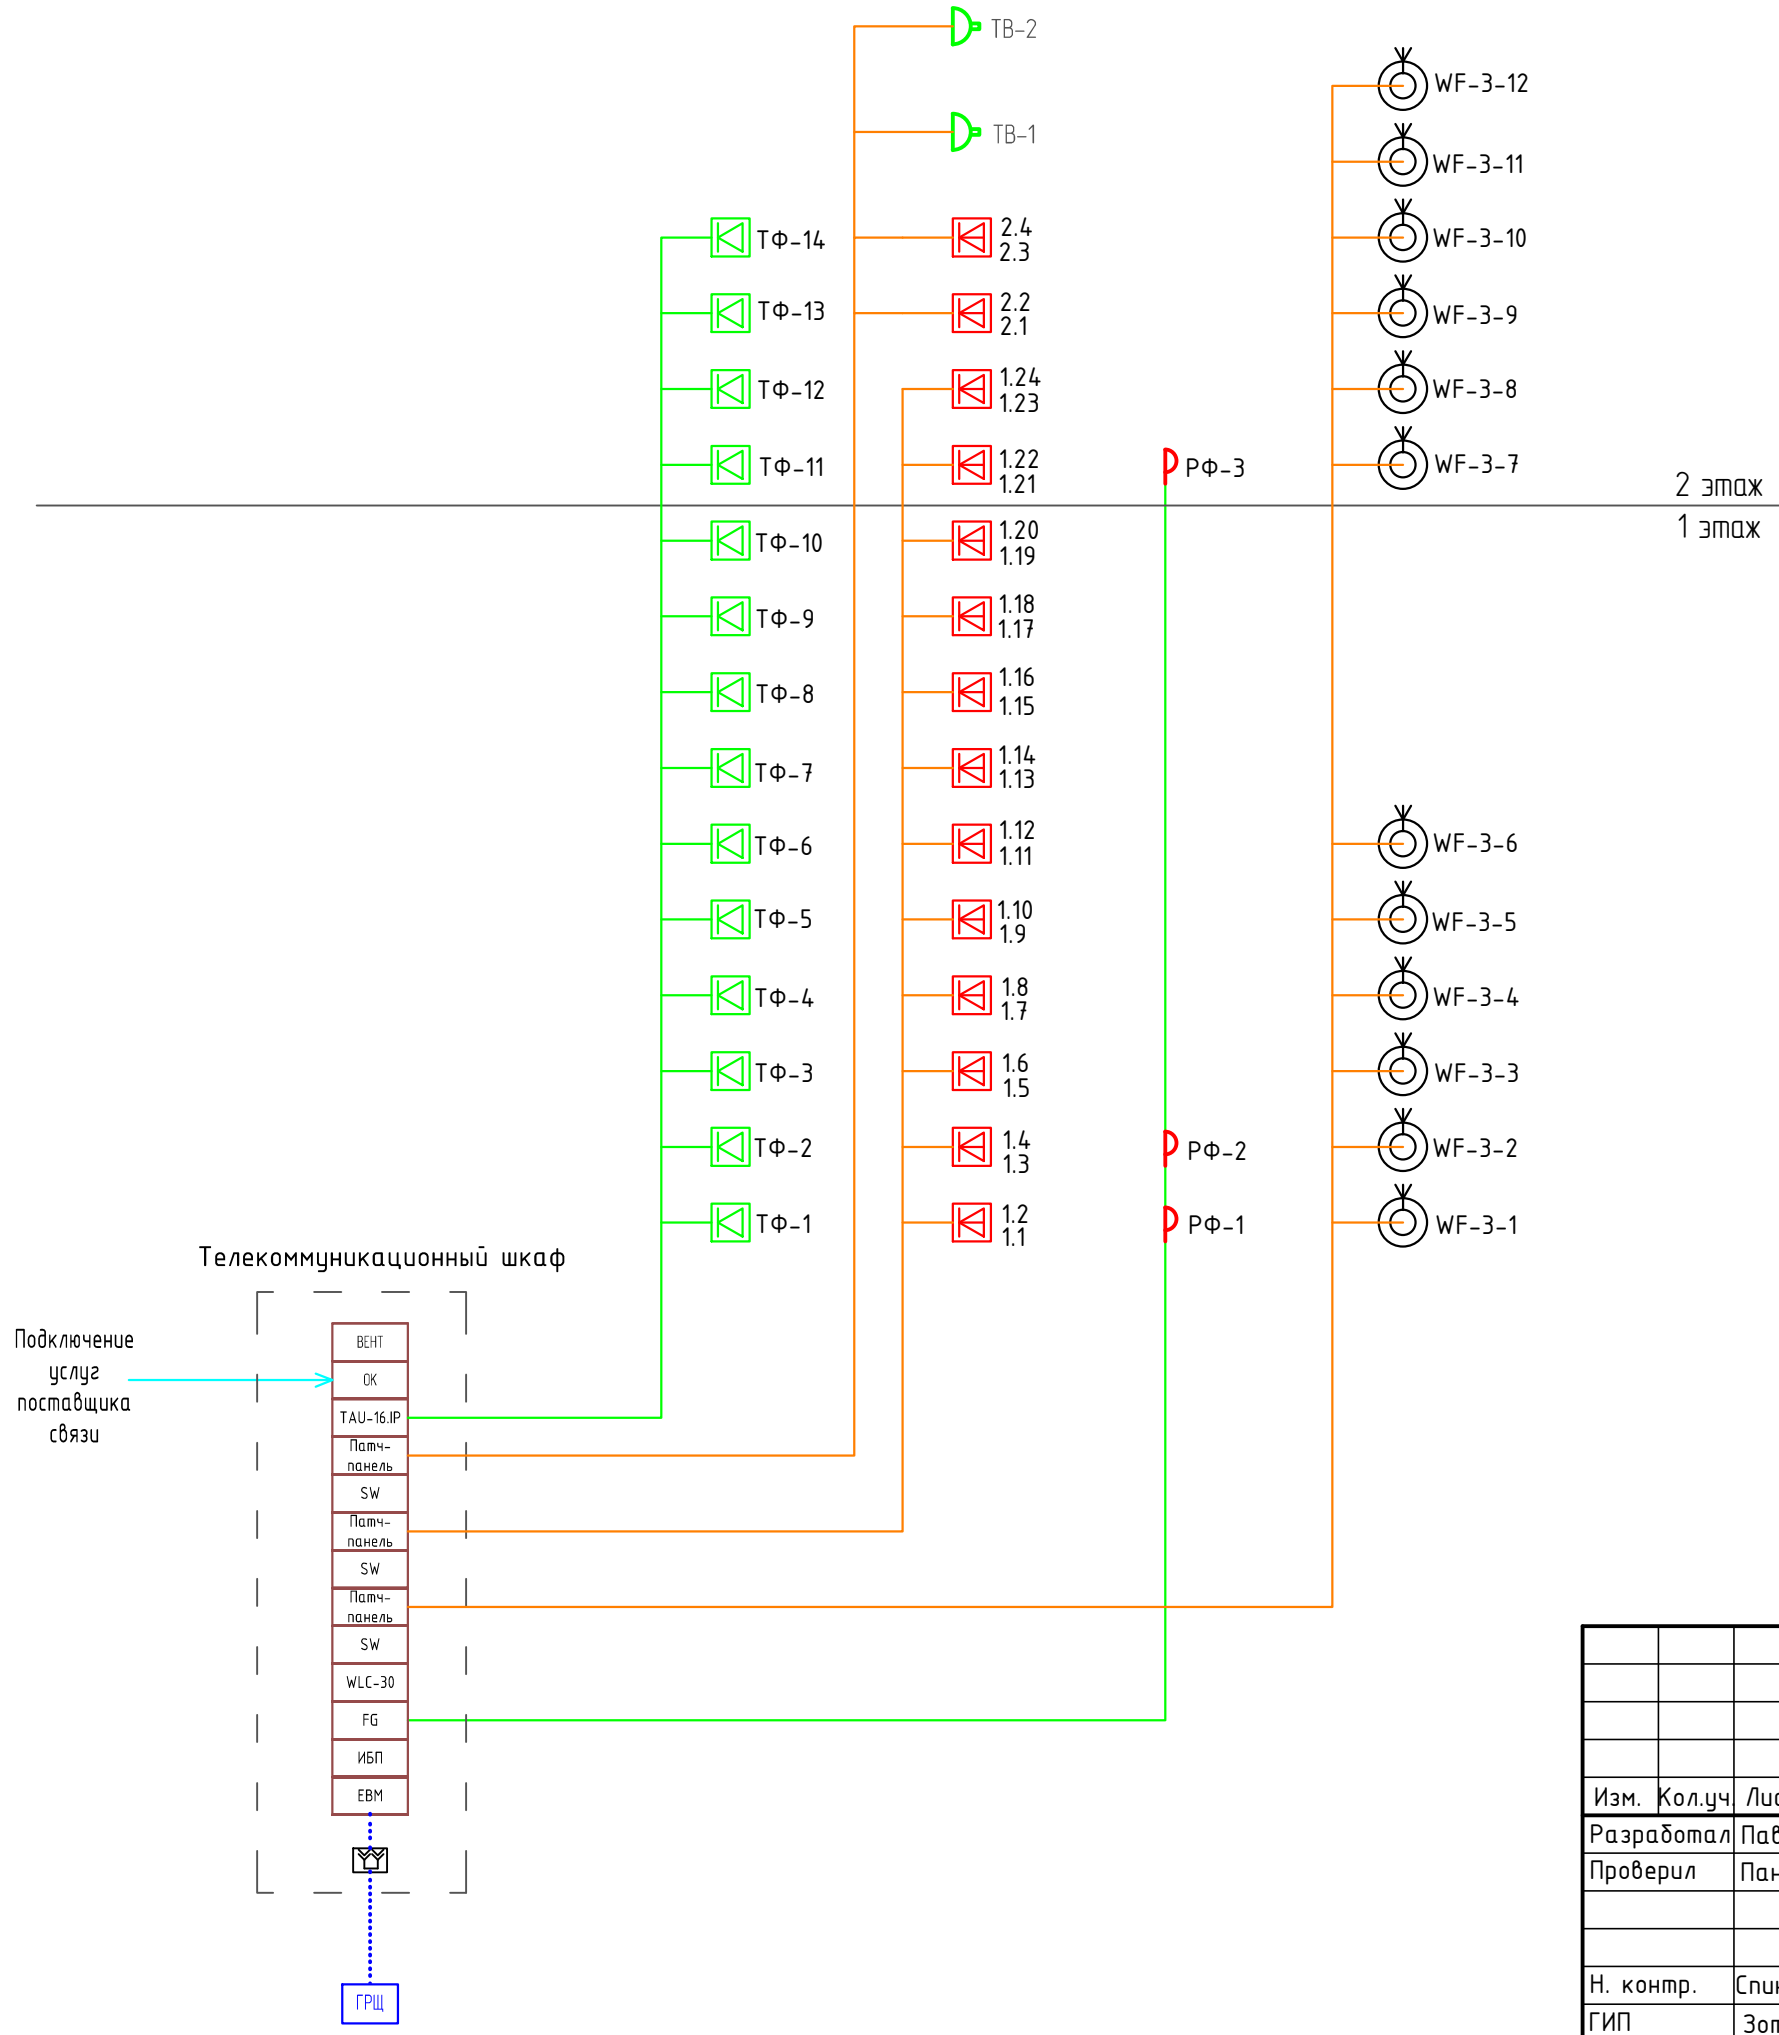 ТВ-2
WF-3-12
ТВ-1
WF-3-11
ТФ-14
2.4
2.3
WF-3-10
ТФ-13
2.2
2.1
WF-3-9
ТФ-12
1.24
1.23
WF-3-8
ТФ-11
1.22
1.21
РФ-3
WF-3-7
2 этаж
1 этаж
ТФ-10
1.20
1.19
ТФ-9
1.18
1.17
ТФ-8
1.16
1.15
ТФ-7
1.14
1.13
ТФ-6
1.12
1.11
WF-3-6
ТФ-5
1.10
1.9
WF-3-5
ТФ-4
1.8
1.7
WF-3-4
ТФ-3
1.6
1.5
WF-3-3
ТФ-2
1.4
1.3
РФ-2
WF-3-2
ТФ-1
1.2
1.1
РФ-1
WF-3-1
Телекоммуникационный шкаф
Подключение
услуг
поставщика
связи
ВЕНТ
ОК
TAU-16.IP
Патч-
панель
SW
Патч-
панель
SW
Патч-
панель
SW
WLC-30
FG
ИБП
EBM
ГРЩ
Изм. Кол.уч.
Разработал
Проверил
Н. контр.
ГИП